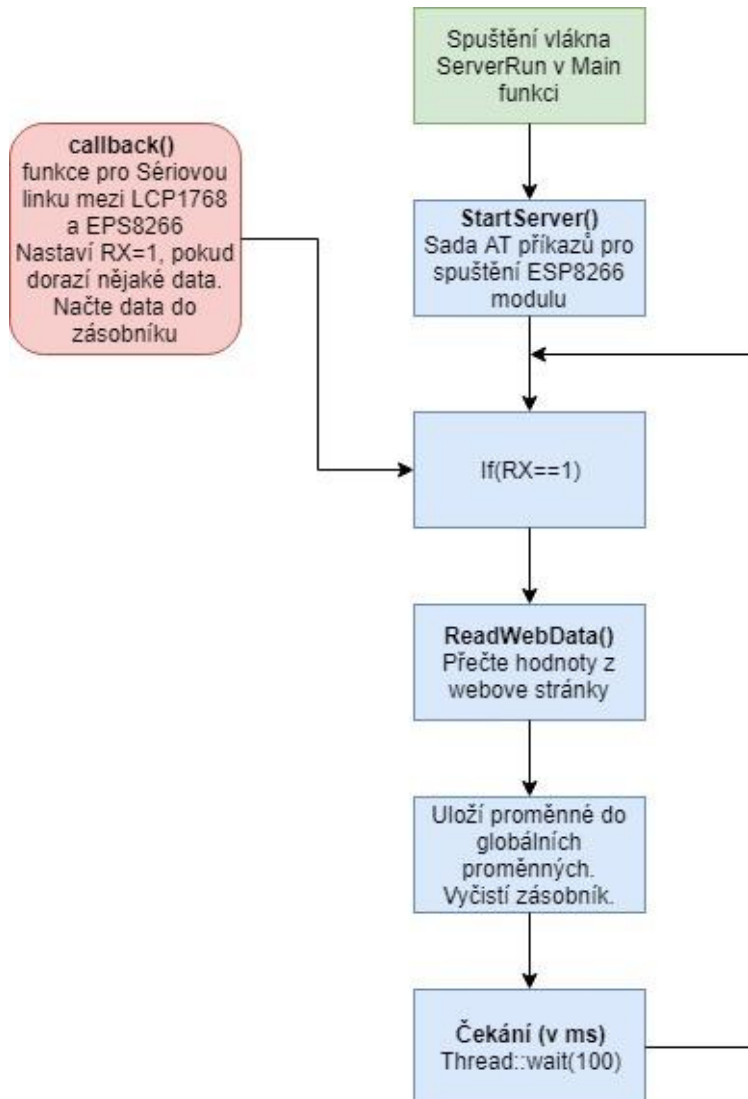 Spuštění vlákna
ServerRun v Main
funkci
callback()
funkce pro Sériovou
linku mezi LCP1768
a EPS8266
Nastaví RX=1, pokud
dorazí nějaké data.
Načte data do
zásobníku
StartServer()
Sada AT příkazů pro
spuštění ESP8266
modulu
If(RX==1)
ReadWebData()
Přečte hodnoty z
webove stránky
Uloží proměnné do
globálních
proměnných.
Vyčistí zásobník.
Čekání (v ms)
Thread::wait(100)